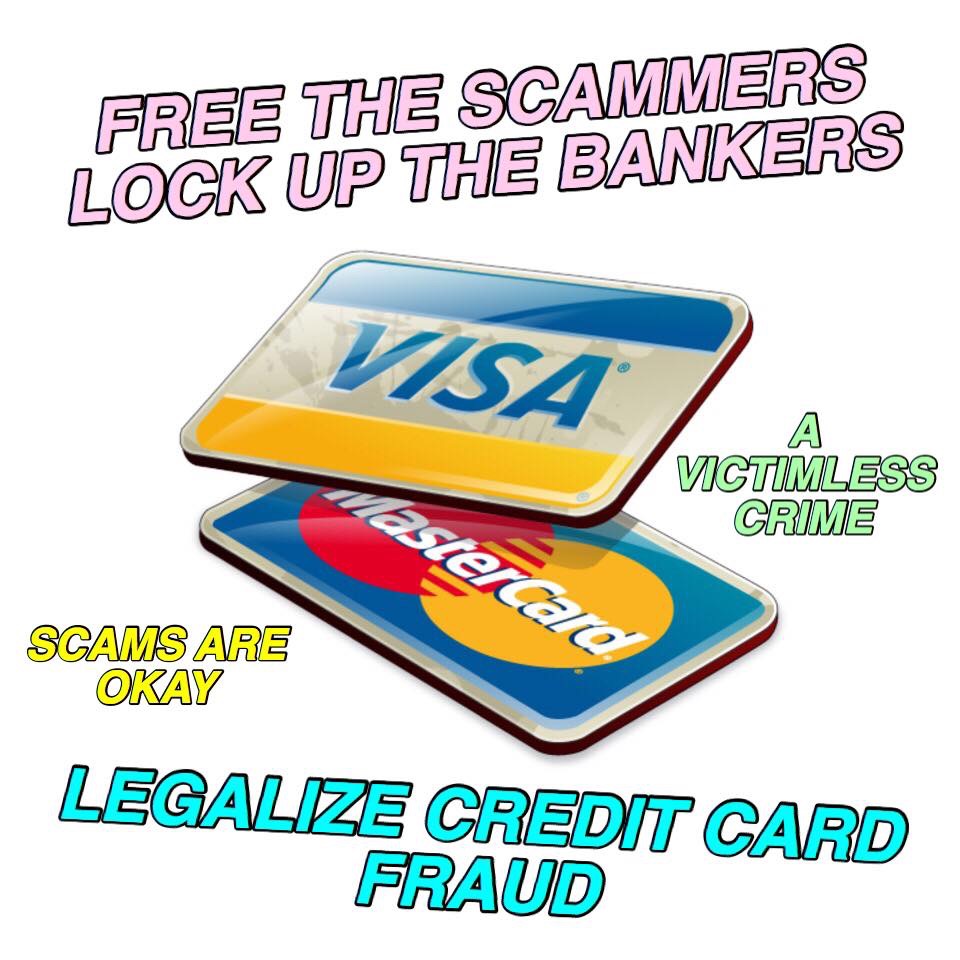 FREE THE SCAMMERS
LOCK UP THE BANKERS
VISA®
A
VICTIMLESS
CRIME
MasterCard
SCAMS ARE
OKAY
LEGALIZE CREDIT CARD
FRAUD